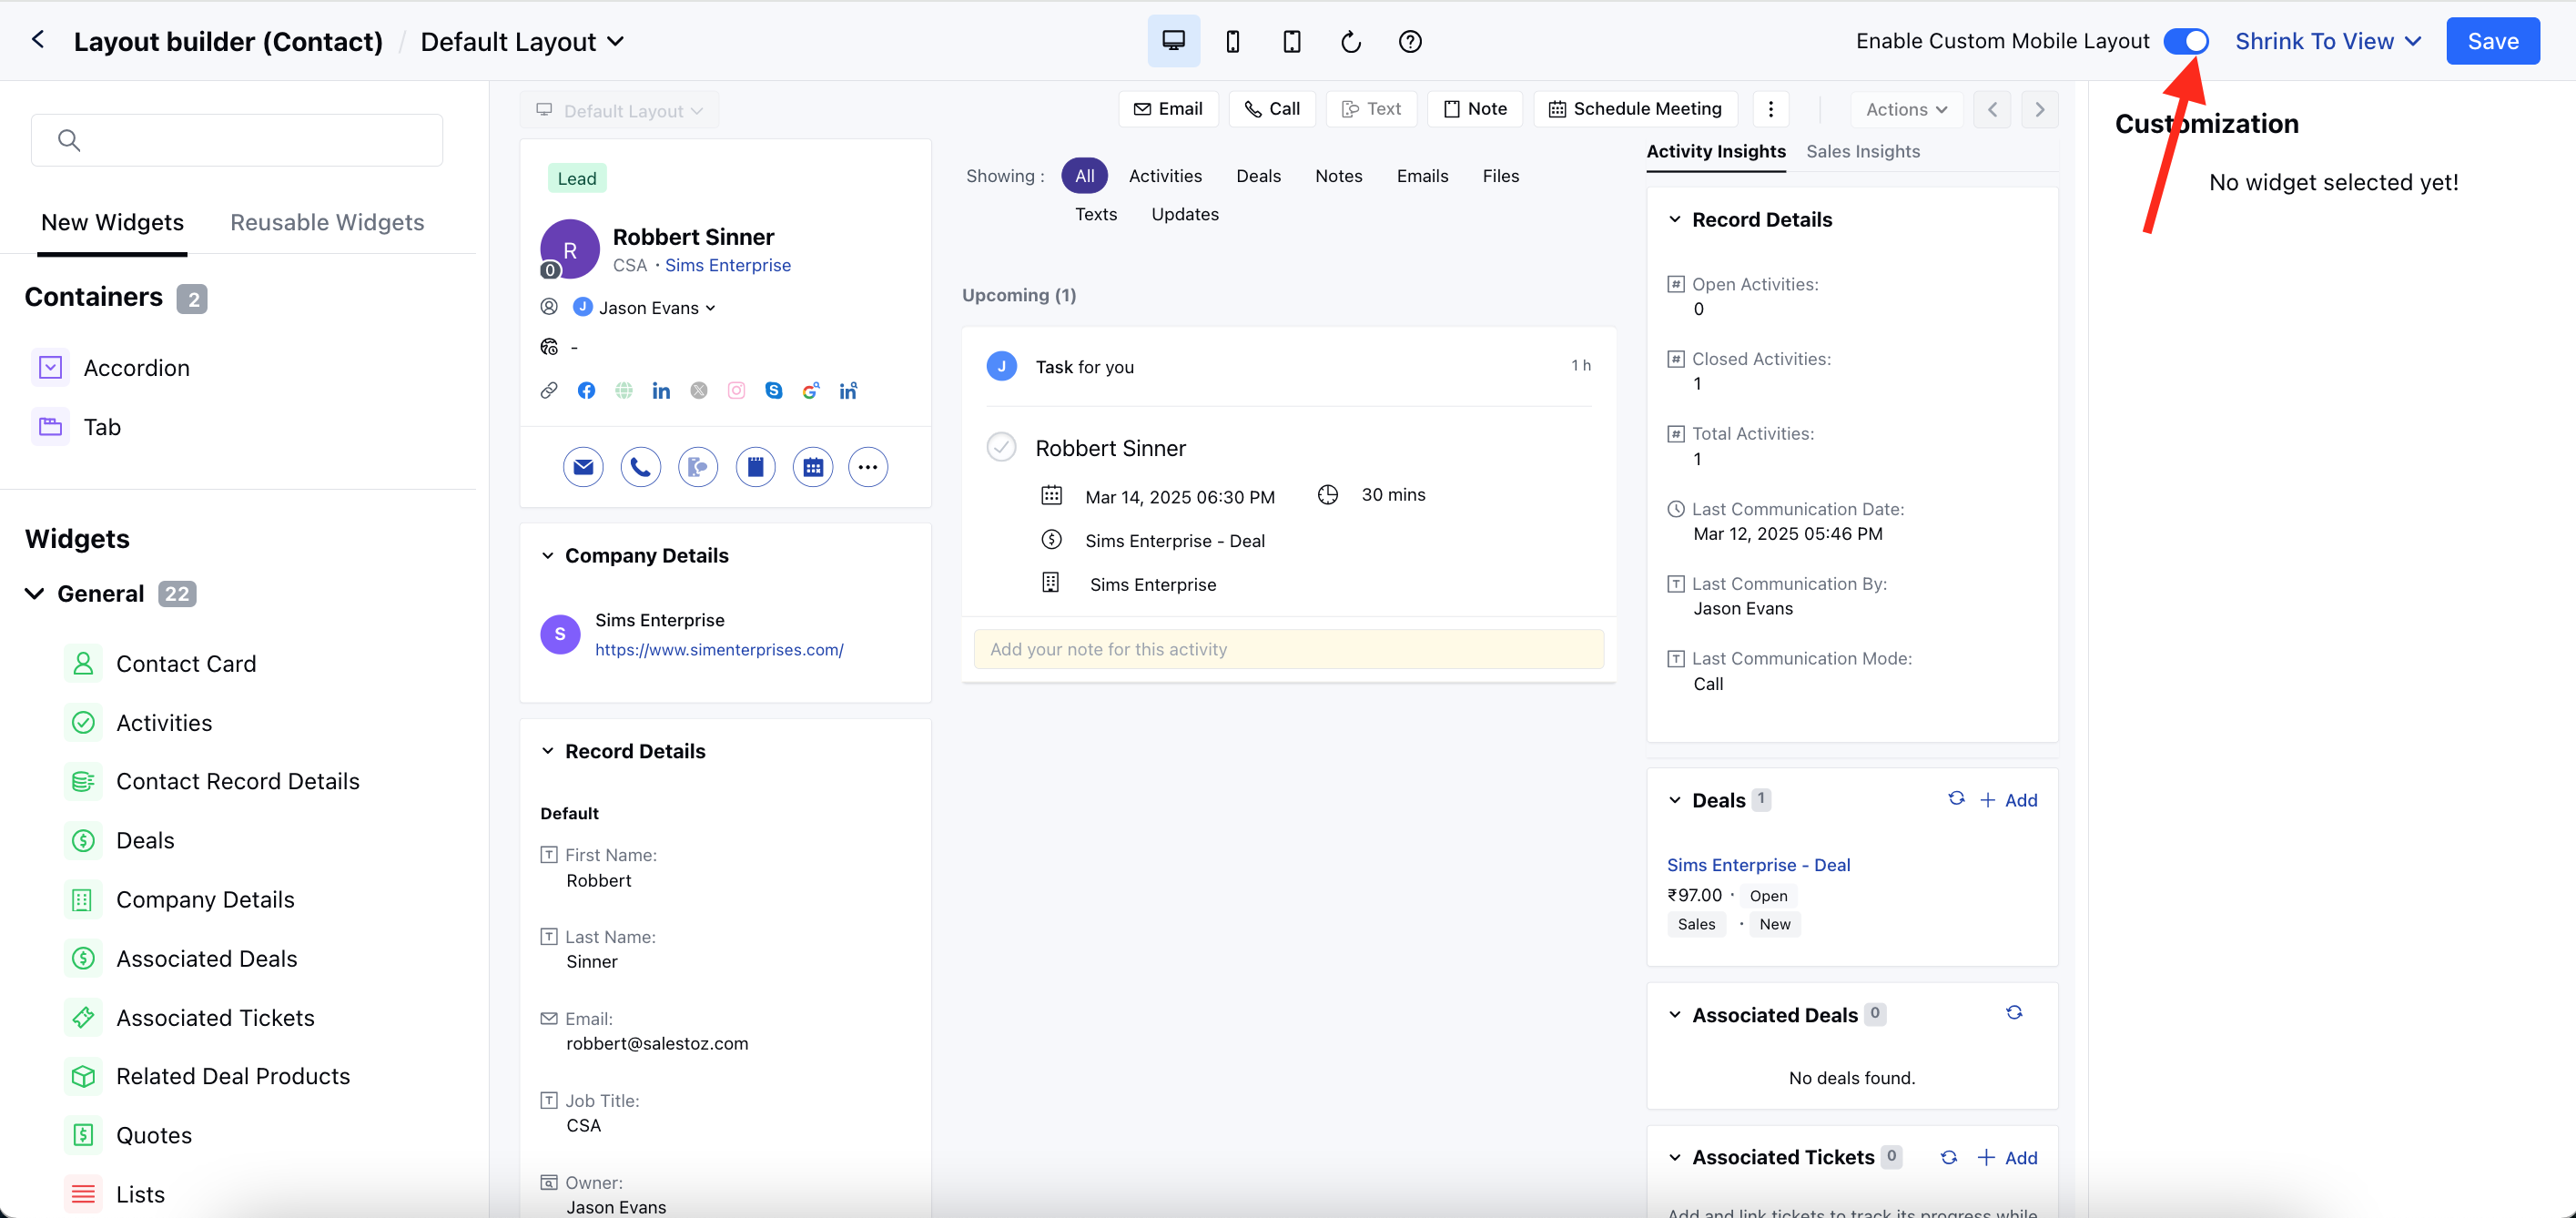 Layout builder (Contact) / Default Layout
Enable Custom Mobile Layout
Shrink To View
Save
New Widgets
Reusable Widgets
Containers 2
Accordion
Tab
Widgets
General 22
Contact Card
Activities
Contact Record Details
Deals
Company Details
Associated Deals
Associated Tickets
Related Deal Products
Quotes
Lists
Default Layout
Email
Call
Text
Note
Schedule Meeting
Actions
Lead
R
0
Robbert Sinner
CSA · Sims Enterprise
J Jason Evans
-
Company Details
S
Sims Enterprise
https://www.simenterprises.com/
Record Details
Default
First Name:
Robbert
Last Name:
Sinner
Email:
robbert@salestoz.com
Job Title:
CSA
Owner:
Jason Evans
Showing : All Activities Deals Notes Emails Files
Texts Updates
Upcoming (1)
J Task for you 1 h
Robbert Sinner
Mar 14, 2025 06:30 PM 30 mins
Sims Enterprise - Deal
Sims Enterprise
Add your note for this activity
Activity Insights
Sales Insights
Record Details
Open Activities:
0
Closed Activities:
1
Total Activities:
1
Last Communication Date:
Mar 12, 2025 05:46 PM
Last Communication By:
Jason Evans
Last Communication Mode:
Call
Deals 1
+ Add
Sims Enterprise - Deal
₹97.00 · Open
Sales · New
Associated Deals 0
No deals found.
Associated Tickets 0
+ Add
Add and link tickets to track its progress while
Customization
No widget selected yet!